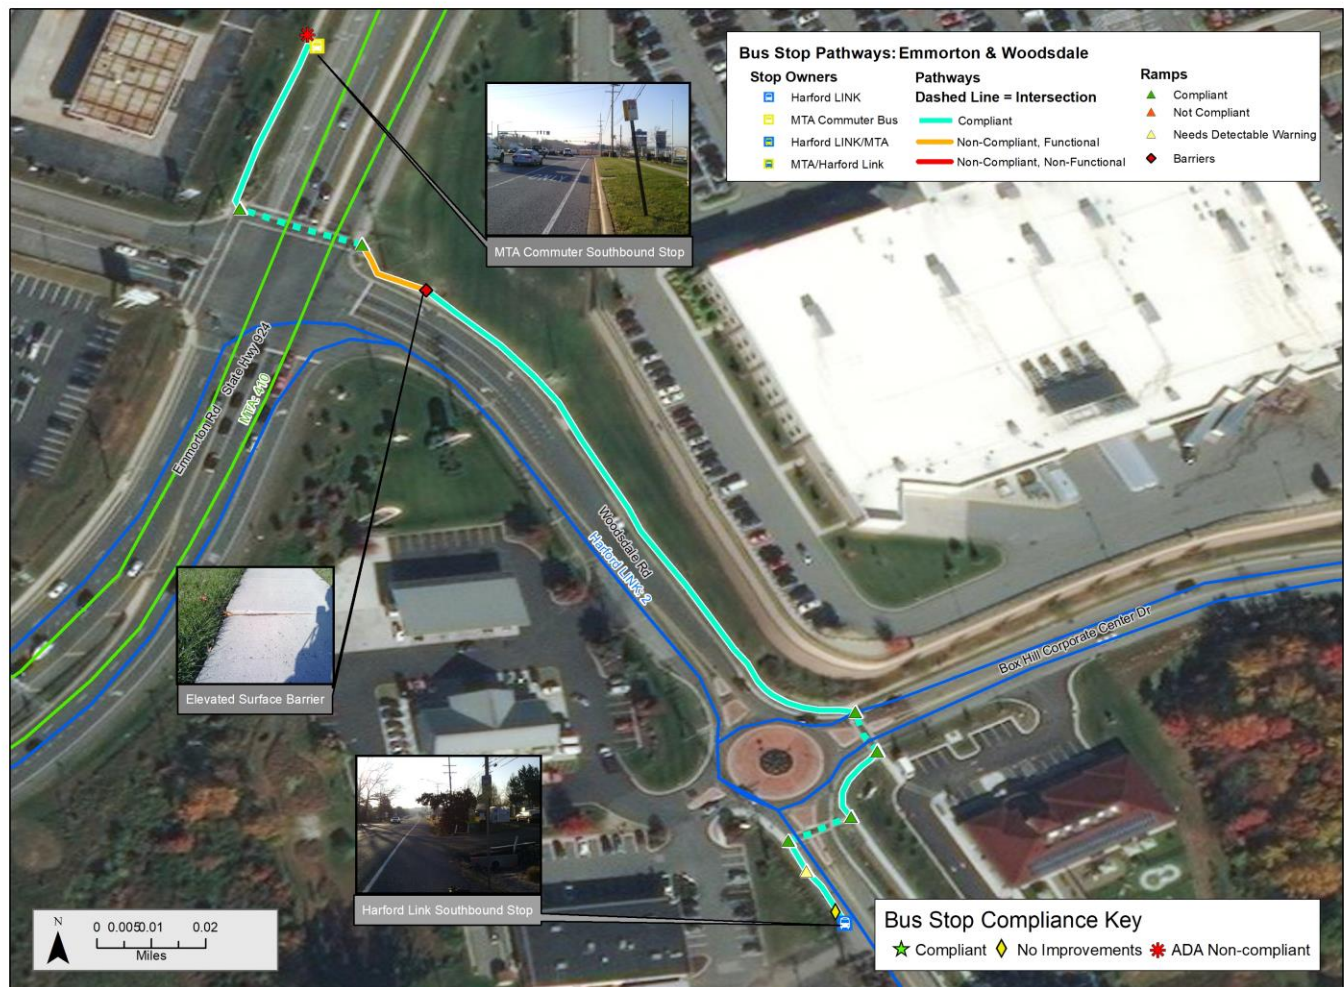 Bus Stop Pathways: Emmorton & Woodsdale
Stop Owners
Harford LINK
MTA Commuter Bus
Harford LINK/MTA
MTA/Harford Link
Pathways
Dashed Line = Intersection
Compliant
Non-Compliant, Functional
Non-Compliant, Non-Functional
Ramps
Compliant
Not Compliant
Needs Detectable Warning
Barriers
MTA Commuter Southbound Stop
Emmorton Rd State Hwy 924
MTA: 410
Woodsdale Rd
Harford LINK: 2
Box Hill Corporate Center Dr
Elevated Surface Barrier
Harford Link Southbound Stop
N
0 0.005 0.01 0.02
Miles
Bus Stop Compliance Key
Compliant No Improvements ADA Non-compliant